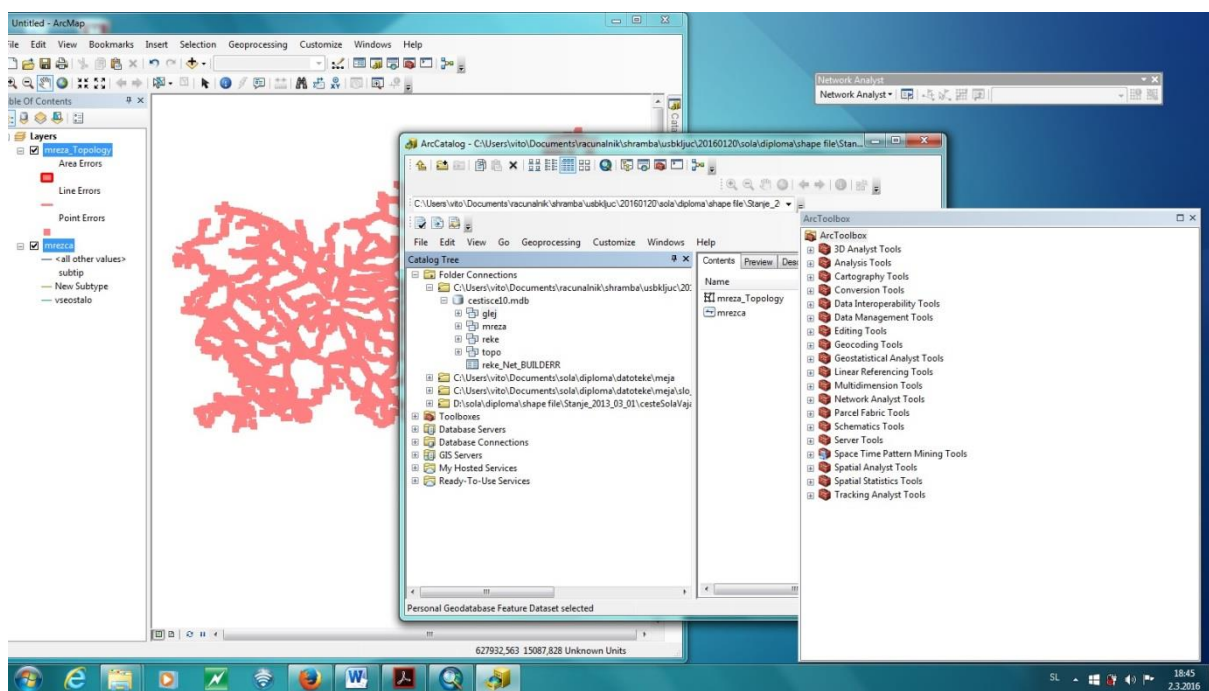 Untitled - ArcMap
File Edit View Bookmarks Insert Selection Geoprocessing Customize Windows Help
ble Of Contents
Layers
mreza_Topology
Area Errors
Line Errors
Point Errors
mrezca
<all other values>
subtip
New Subtype
vseostalo
627932,563 15087,828 Unknown Units
ArcCatalog - C:\Users\vito\Documents\racunalnik\shramba\usbkljuc\20160120\sola\diploma\shape file\Stan...
C:\Users\vito\Documents\racunalnik\shramba\usbkljuc\20160120\sola\diploma\shape file\Stanje_2
File Edit View Go Geoprocessing Customize Windows Help
Catalog Tree
Folder Connections
C:\Users\vito\Documents\racunalnik\shramba\usbkljuc\20
cestisce10.mdb
glej
mreza
reke
topo
reke_Net_BUILDERR
C:\Users\vito\Documents\sola\diploma\datoteke\meja
C:\Users\vito\Documents\sola\diploma\datoteke\meja\slo_
D:\sola\diploma\shape file\Stanje_2013_03_01\cesteSolaVaja
Toolboxes
Database Servers
Database Connections
GIS Servers
My Hosted Services
Ready-To-Use Services
Contents Preview Des
Name
mreza_Topology
mrezca
Personal Geodatabase Feature Dataset selected
Network Analyst
Network Analyst
ArcToolbox
ArcToolbox
3D Analyst Tools
Analysis Tools
Cartography Tools
Conversion Tools
Data Interoperability Tools
Data Management Tools
Editing Tools
Geocoding Tools
Geostatistical Analyst Tools
Linear Referencing Tools
Multidimension Tools
Network Analyst Tools
Parcel Fabric Tools
Schematics Tools
Server Tools
Space Time Pattern Mining Tools
Spatial Analyst Tools
Spatial Statistics Tools
Tracking Analyst Tools
SL
18:45
2.3.2016